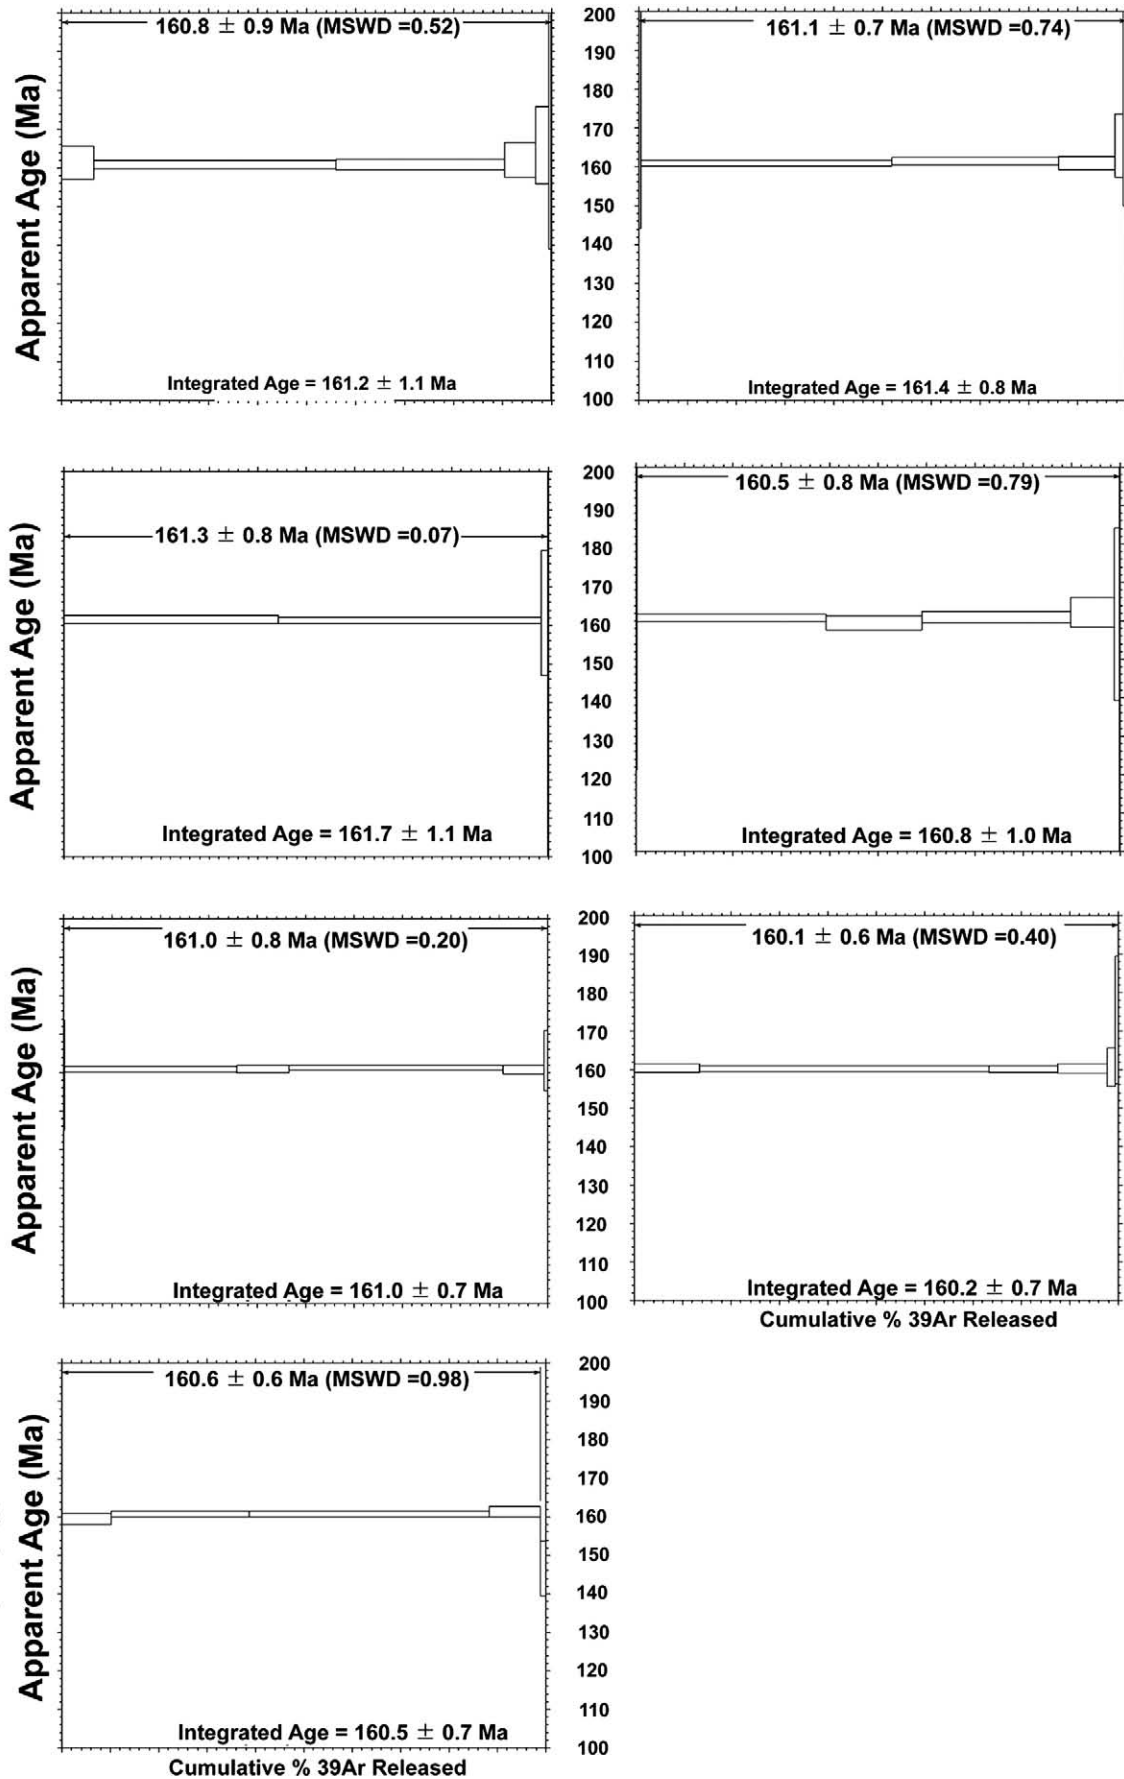 160.8 ± 0.9 Ma (MSWD =0.52)
Apparent Age (Ma)
Integrated Age = 161.2 ± 1.1 Ma
200
190
180
170
160
150
140
130
120
110
100
161.1 ± 0.7 Ma (MSWD =0.74)
Integrated Age = 161.4 ± 0.8 Ma
161.3 ± 0.8 Ma (MSWD =0.07)
Apparent Age (Ma)
Integrated Age = 161.7 ± 1.1 Ma
200
190
180
170
160
150
140
130
120
110
100
160.5 ± 0.8 Ma (MSWD =0.79)
Integrated Age = 160.8 ± 1.0 Ma
161.0 ± 0.8 Ma (MSWD =0.20)
Apparent Age (Ma)
Integrated Age = 161.0 ± 0.7 Ma
200
190
180
170
160
150
140
130
120
110
100
160.1 ± 0.6 Ma (MSWD =0.40)
Integrated Age = 160.2 ± 0.7 Ma
Cumulative % 39Ar Released
160.6 ± 0.6 Ma (MSWD =0.98)
Apparent Age (Ma)
Integrated Age = 160.5 ± 0.7 Ma
Cumulative % 39Ar Released
200
190
180
170
160
150
140
130
120
110
100